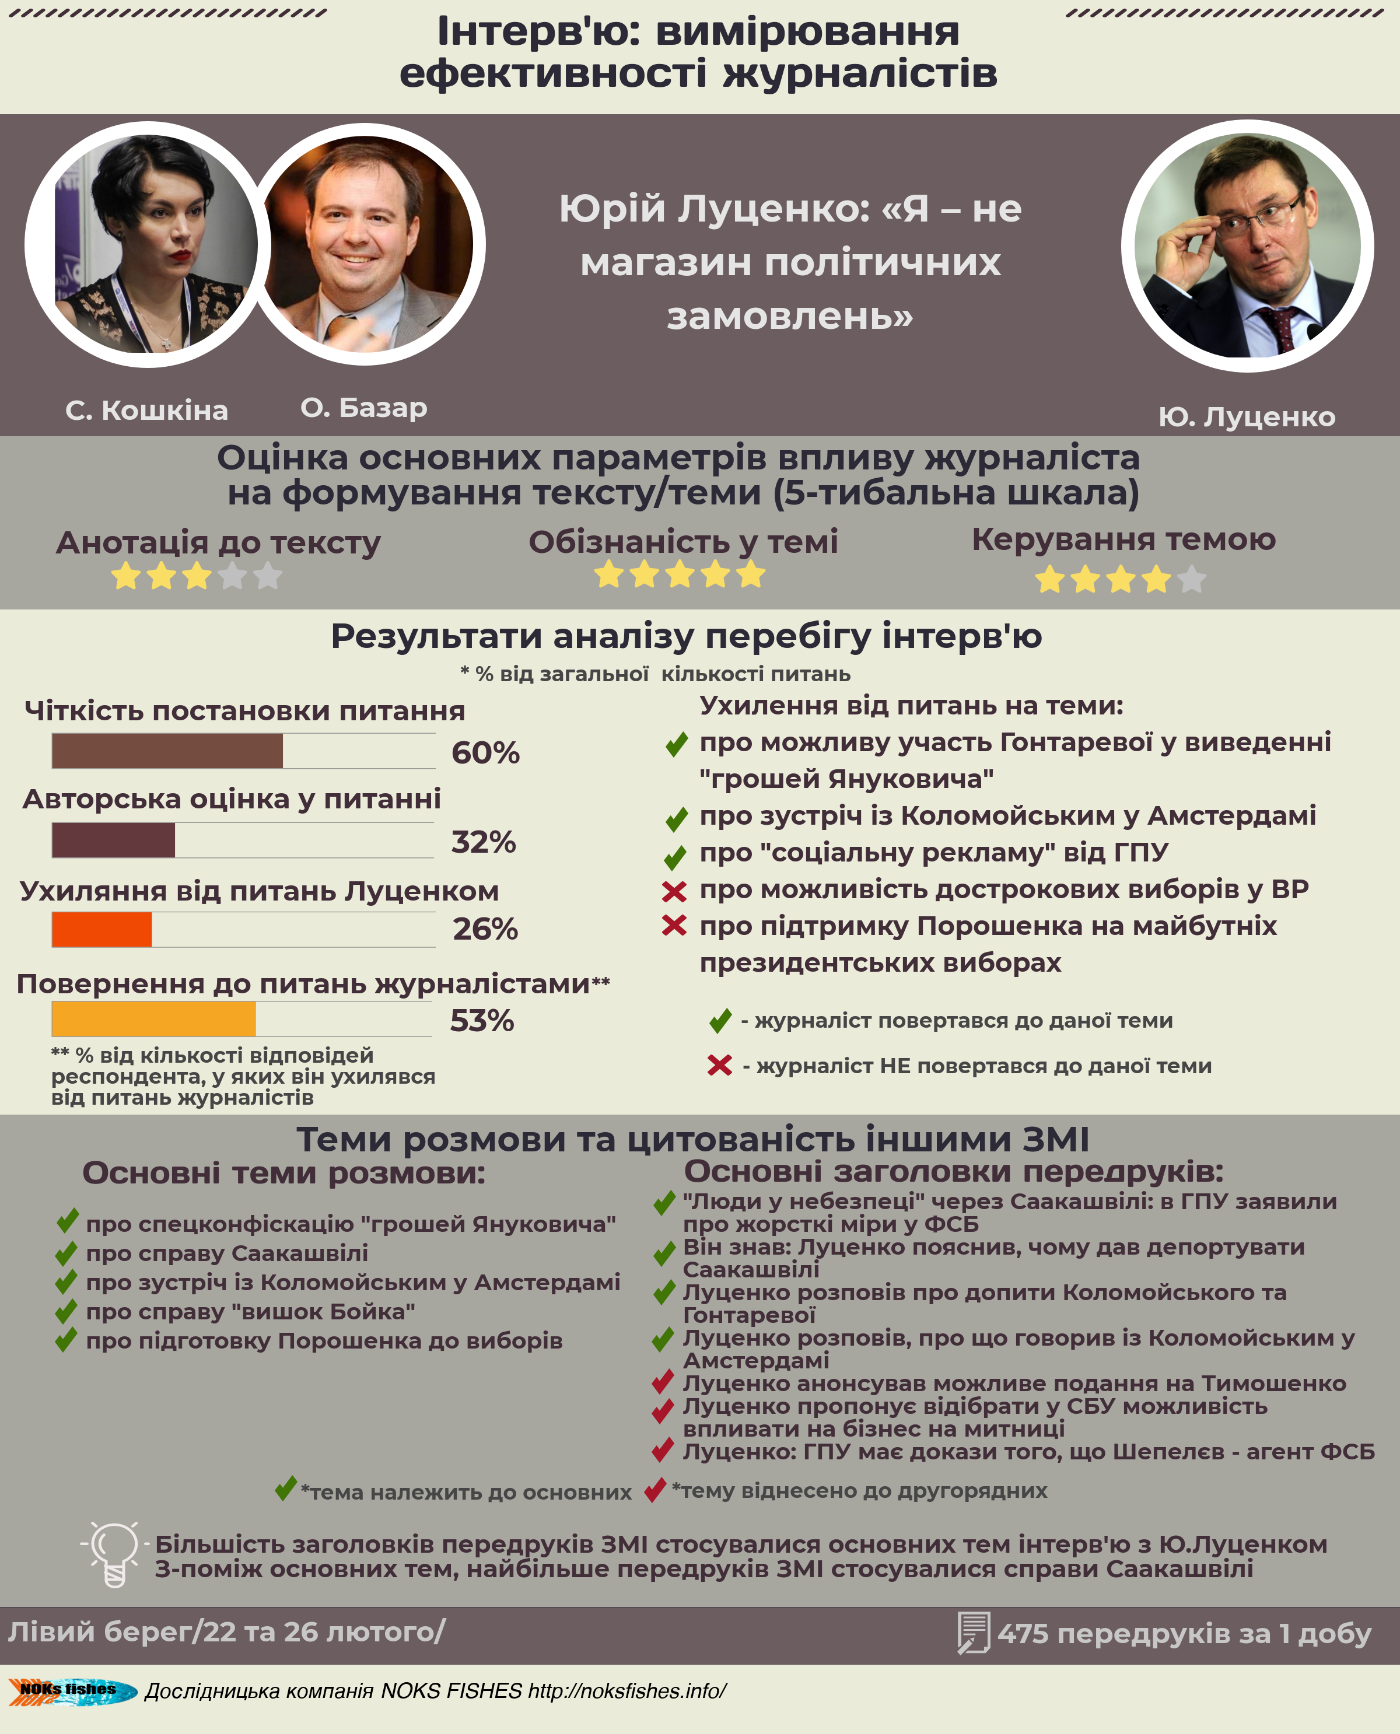 Інтерв'ю: вимірювання
ефективності журналістів
Юрій Луценко: «Я – не
магазин політичних
замовлень»
С. Кошкіна
О. Базар
Ю. Луценко
Оцінка основних параметрів впливу журналіста
на формування тексту/теми (5-тибальна шкала)
Анотація до тексту
Обізнаність у темі
Керування темою
Результати аналізу перебігу інтерв'ю
* % від загальної кількості питань
Чіткість постановки питання
60%
Авторська оцінка у питанні
32%
Ухиляння від питань Луценком
26%
Повернення до питань журналістами**
53%
** % від кількості відповідей
респондента, у яких він ухилявся
від питань журналістів
Ухилення від питань на теми:
про можливу участь Гонтаревої у виведенні
"грошей Януковича"
про зустріч із Коломойським у Амстердамі
про "соціальну рекламу" від ГПУ
про можливість дострокових виборів у ВР
про підтримку Порошенка на майбутніх
президентських виборах
- журналіст повертався до даної теми
- журналіст НЕ повертався до даної теми
Теми розмови та цитованість іншими ЗМІ
Основні теми розмови:
про спецконфіскацію "грошей Януковича"
про справу Саакашвілі
про зустріч із Коломойським у Амстердамі
про справу "вишок Бойка"
про підготовку Порошенка до виборів
Основні заголовки передруків:
"Люди у небезпеці" через Саакашвілі: в ГПУ заявили
про жорсткі міри у ФСБ
Він знав: Луценко пояснив, чому дав депортувати
Саакашвілі
Луценко розповів про допити Коломойського та
Гонтаревої
Луценко розповів, про що говорив із Коломойським у
Амстердамі
Луценко анонсував можливе подання на Тимошенко
Луценко пропонує відібрати у СБУ можливість
впливати на бізнес на митниці
Луценко: ГПУ має докази того, що Шепелєв - агент ФСБ
*тема належить до основних
*тему віднесено до другорядних
Більшість заголовків передруків ЗМІ стосувалися основних тем інтерв'ю з Ю.Луценком
З-поміж основних тем, найбільше передруків ЗМІ стосувалися справи Саакашвілі
Лівий берег/22 та 26 лютого/
475 передруків за 1 добу
NOKs fishes
Дослідницька компанія NOKS FISHES http://noksfishes.info/